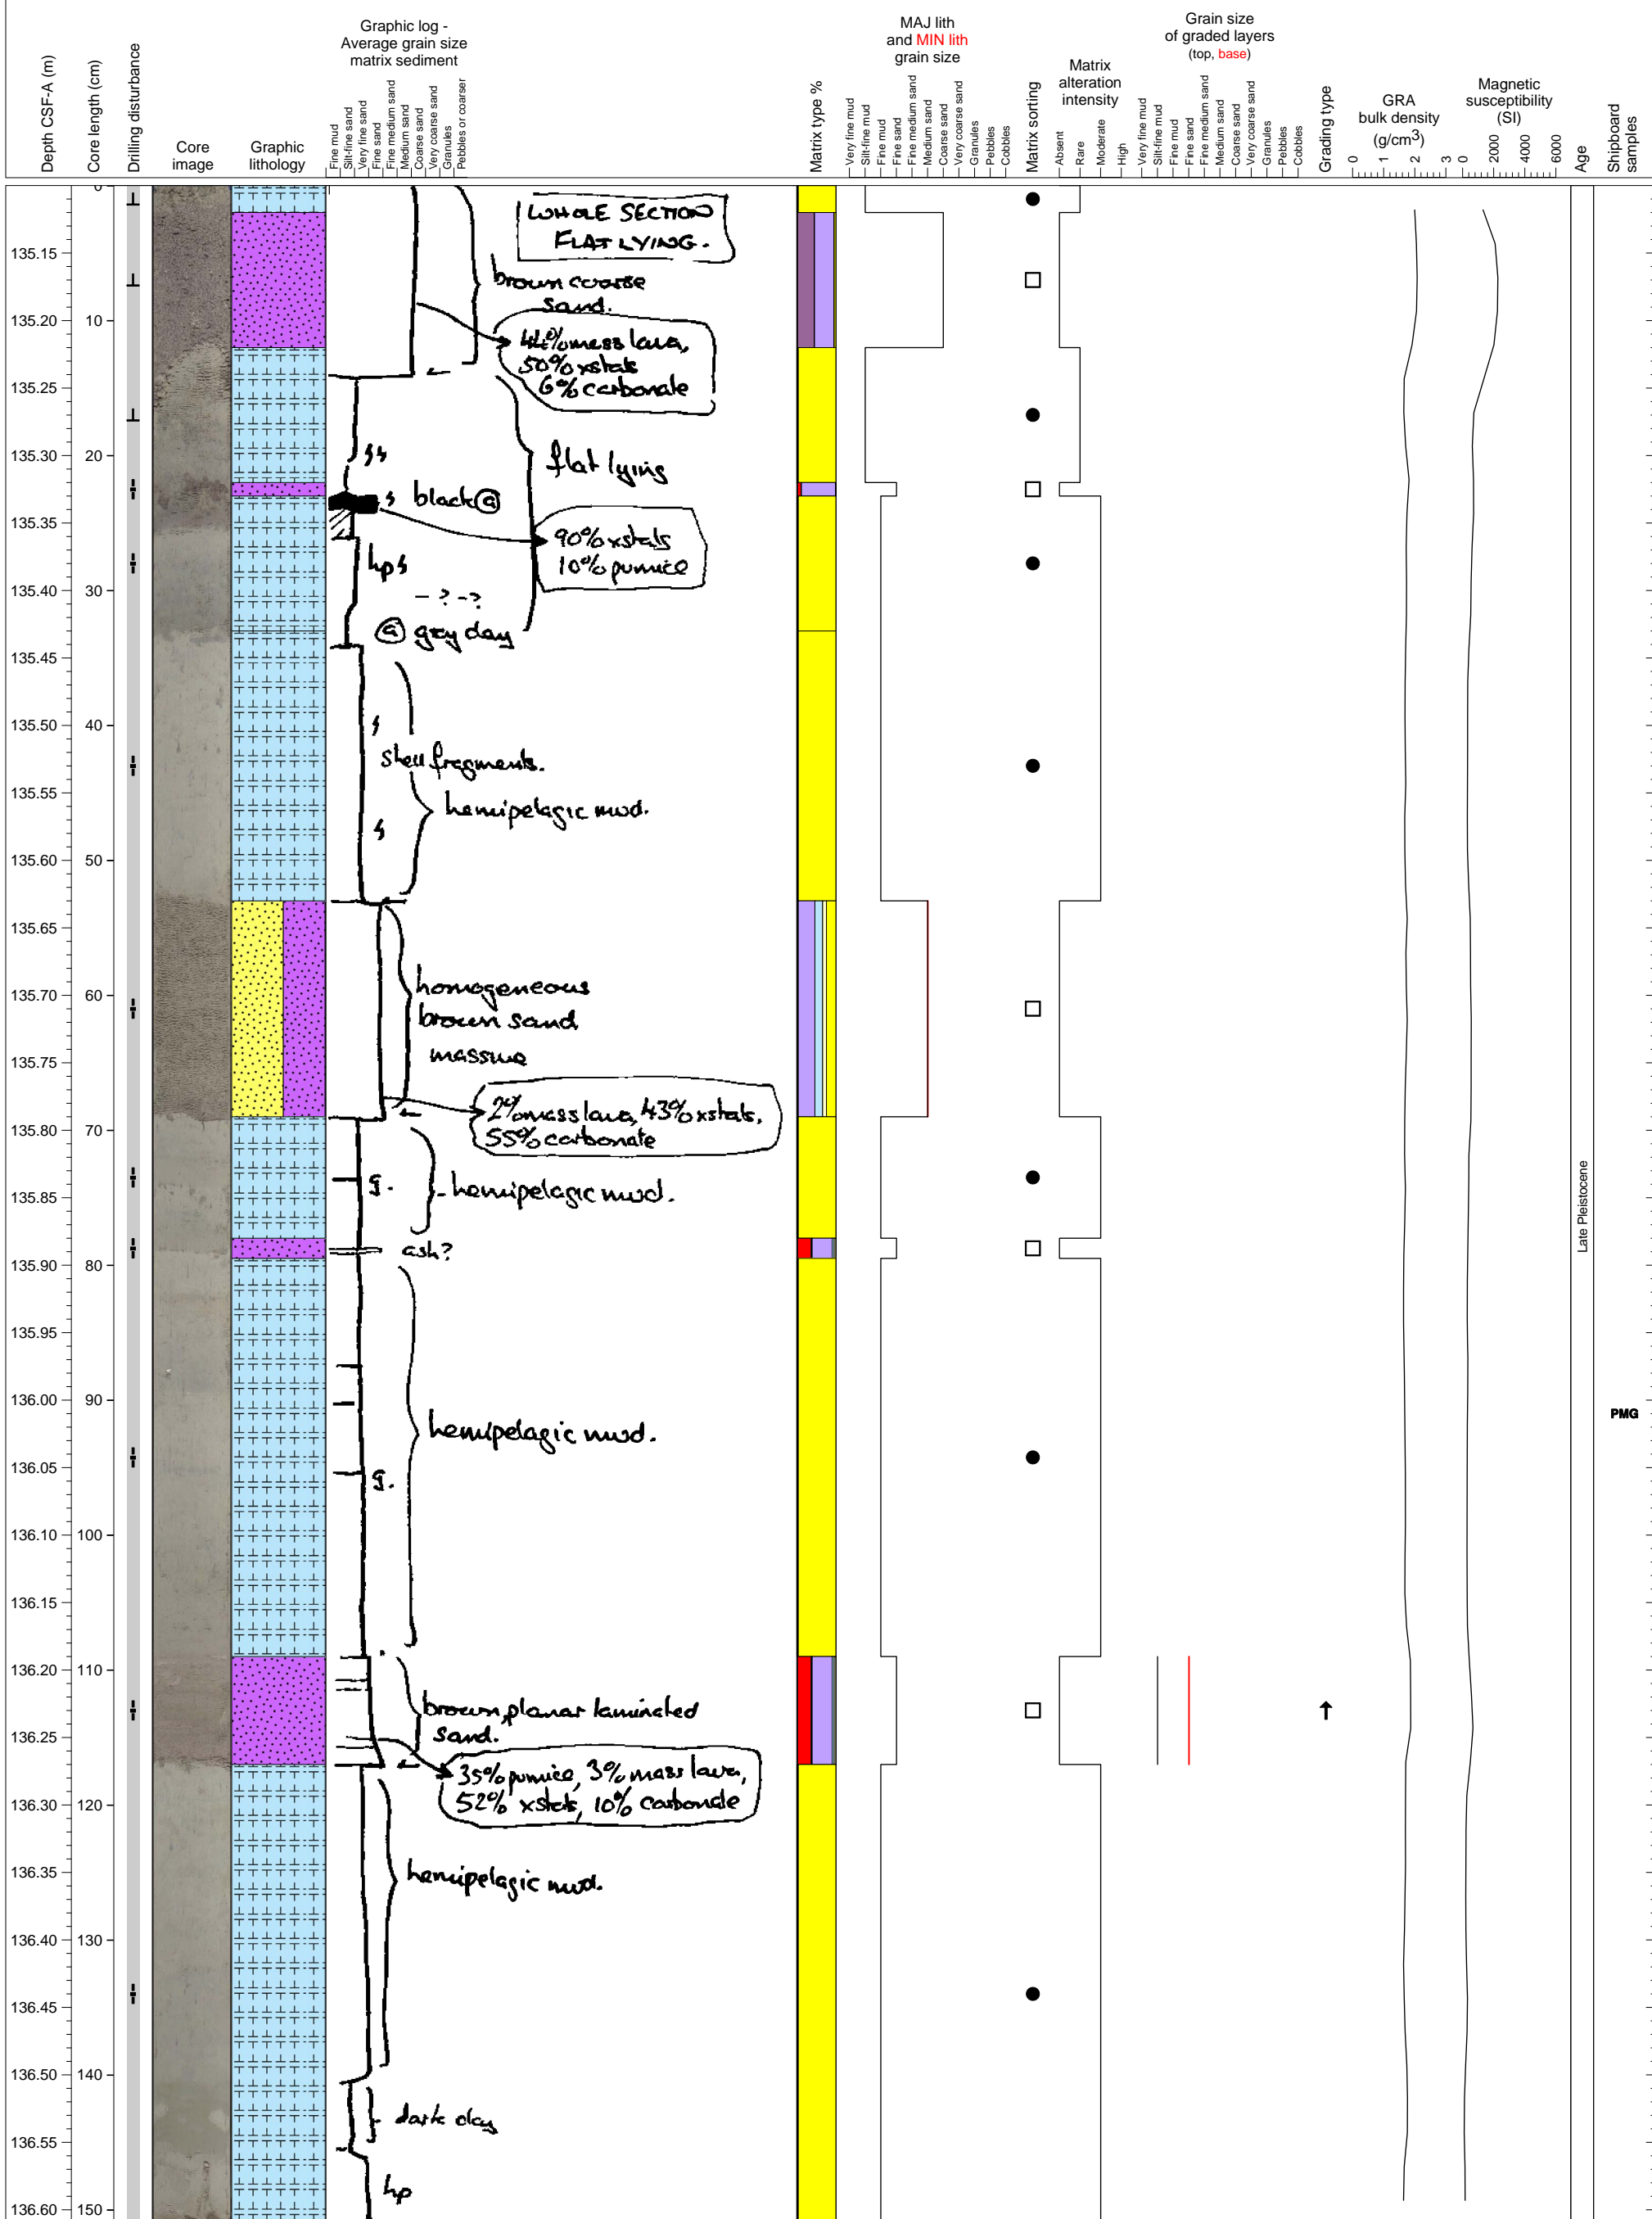 Depth CSF-A (m)
Core length (cm)
Drilling disturbance
Core
image
Graphic
lithology
Graphic log -
Average grain size
matrix sediment
Fine mud
Silt-fine sand
Very fine sand
Fine sand
Fine medium sand
Medium sand
Coarse sand
Very coarse sand
Granules
Pebbles or coarser
Matrix type %
MAJ lith
and MIN lith
grain size
Very fine mud
Silt-fine mud
Fine mud
Fine sand
Fine medium sand
Medium sand
Coarse sand
Very coarse sand
Granules
Pebbles
Cobbles
Matrix sorting
Matrix
alteration
intensity
Absent
Rare
Moderate
High
Grain size
of graded layers
(top, base)
Very fine mud
Silt-fine mud
Fine mud
Fine sand
Fine medium sand
Medium sand
Coarse sand
Very coarse sand
Granules
Pebbles
Cobbles
Grading type
GRA
bulk density
(g/cm3)
0 1 2 3
Magnetic
susceptibility
(SI)
0 2000 4000 6000
Age
Shipboard
samples
0
WHOLE SECTION
FLAT LYING.
135.15
brown coarse
sand.
135.20 10
44% mass lava,
50% xstals
6% carbonate
135.25
135.30 20
flat lying
black @
135.35
90% xstals
10% pumice
hp
135.40 30
- ? - ?
@ grey clay
135.45
135.50 40
shell fragments.
135.55
hemipelagic mud.
135.60 50
135.65
135.70 60
homogeneous
brown sand
massive
135.75
2% mass lava, 43% xstals,
55% carbonate
135.80 70
135.85
g.
hemipelagic mud.
ash?
135.90 80
135.95
136.00 90
PMG
hemipelagic mud.
136.05
g.
136.10 100
136.15
136.20 110
brown, planar laminated
sand.
136.25
35% pumice, 3% mass lava,
52% xstals, 10% carbonate
136.30 120
136.35
hemipelagic mud.
136.40 130
136.45
136.50 140
dark clay
136.55
hp
136.60 150
Late Pleistocene